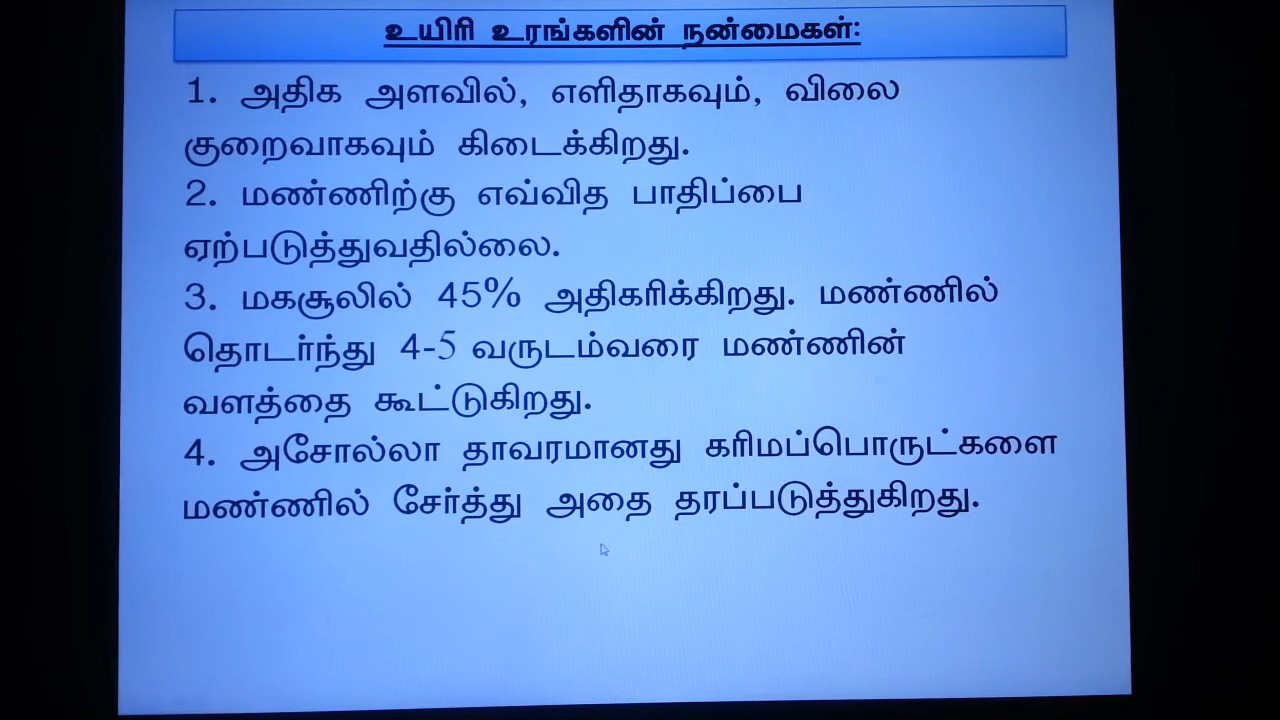 உயிரி உரங்களின் நன்மைகள்:
1. அதிக அளவில், எளிதாகவும், விலை
குறைவாகவும் கிடைக்கிறது.
2. மண்ணிற்கு எவ்வித பாதிப்பை
ஏற்படுத்துவதில்லை.
3. மகசூலில் 45% அதிகரிக்கிறது. மண்ணில்
தொடர்ந்து 4-5 வருடம்வரை மண்ணின்
வளத்தை கூட்டுகிறது.
4. அசோல்லா தாவரமானது கரிமப்பொருட்களை
மண்ணில் சேர்த்து அதை தரப்படுத்துகிறது.